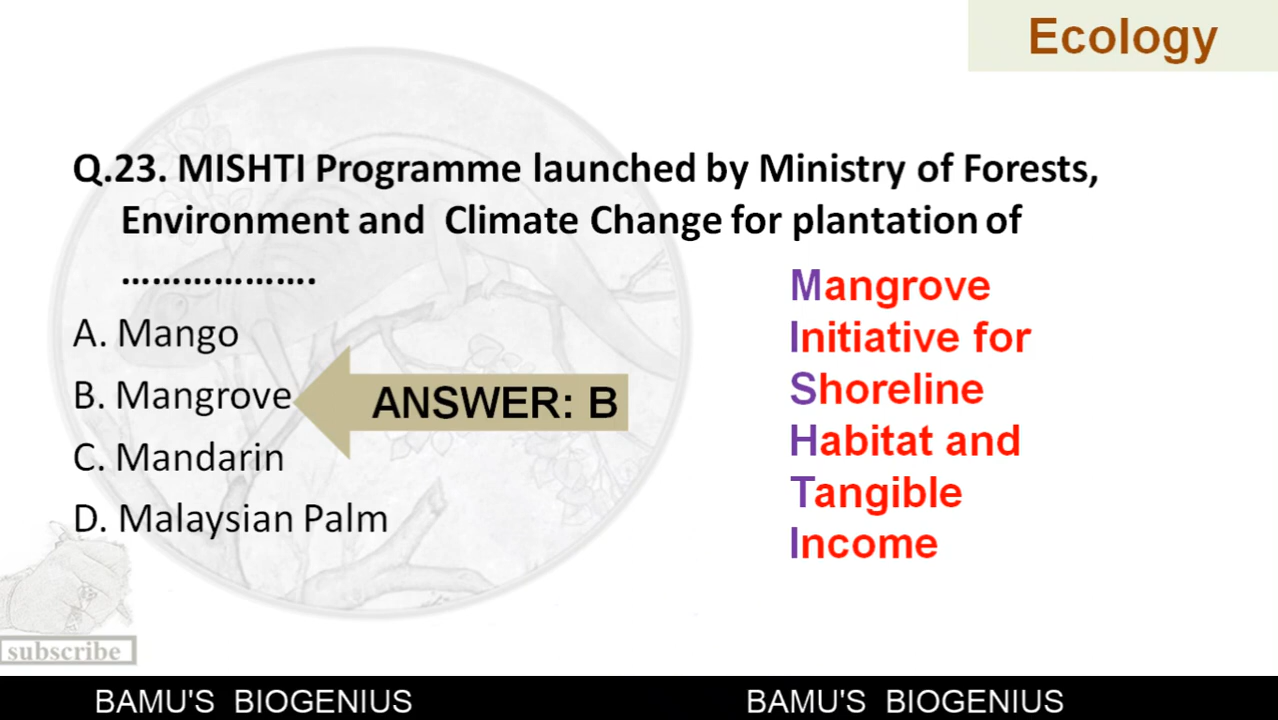 Ecology
Q.23. MISHTI Programme launched by Ministry of Forests,
Environment and Climate Change for plantation of
……………….
A. Mango
B. Mangrove
C. Mandarin
D. Malaysian Palm
ANSWER: B
Mangrove
Initiative for
Shoreline
Habitat and
Tangible
Income
subscribe
BAMU'S BIOGENIUS
BAMU'S BIOGENIUS